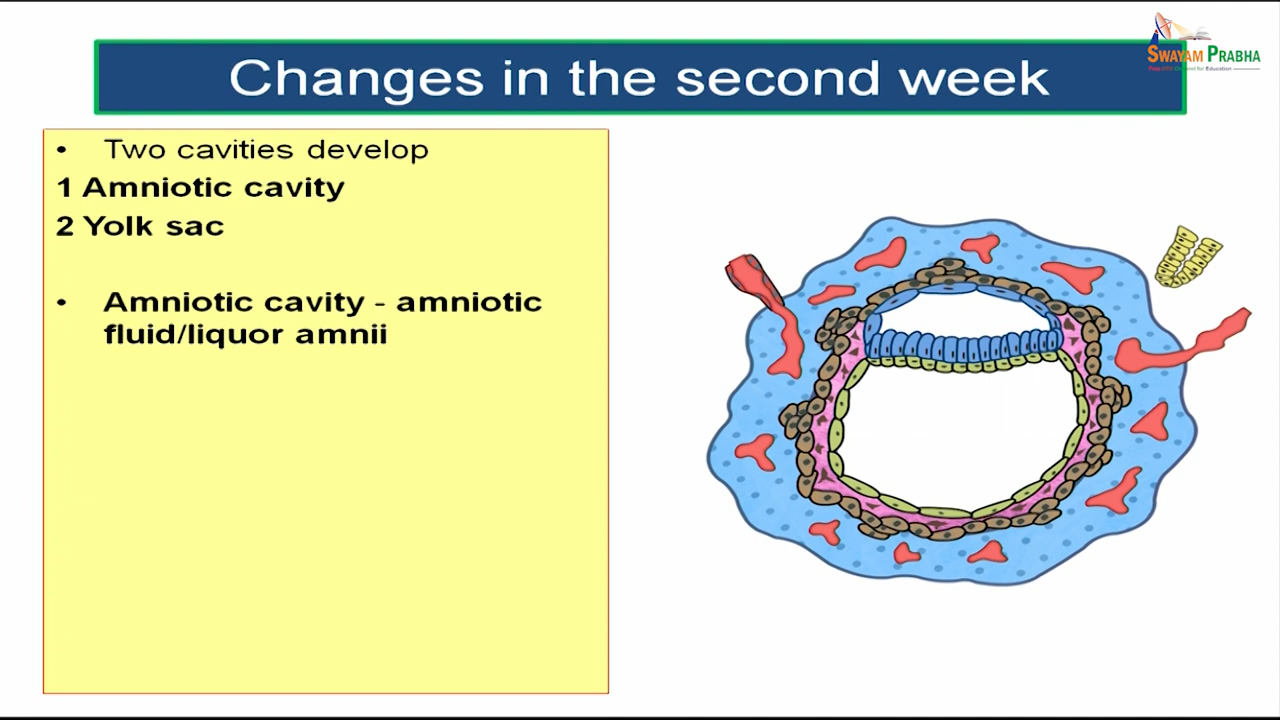 SWAYAM PRABHA
Changes in the second week
• Two cavities develop
1 Amniotic cavity
2 Yolk sac
• Amniotic cavity - amniotic
fluid/liquor amnii